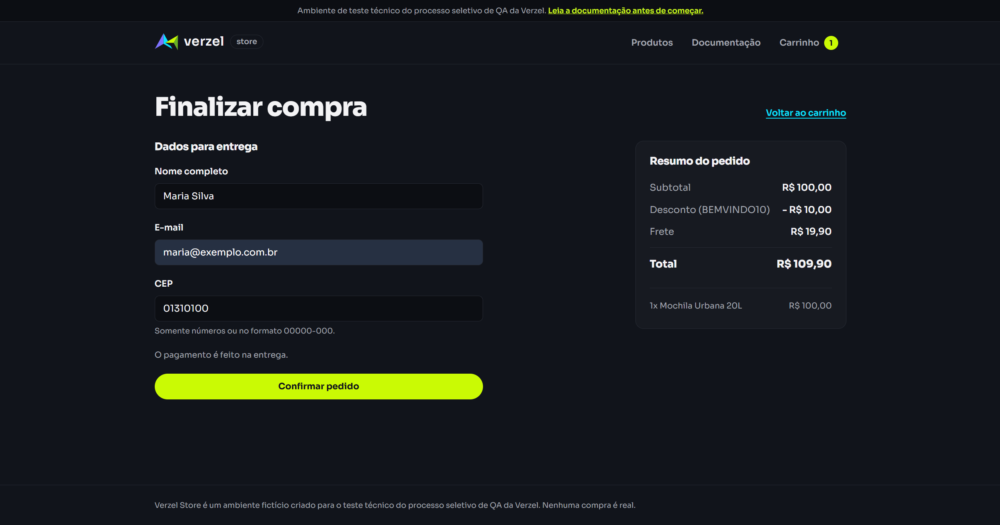 Ambiente de teste técnico do processo seletivo de QA da Verzel. Leia a documentação antes de começar.
verzel store
Produtos Documentação Carrinho 1
Finalizar compra
Voltar ao carrinho
Dados para entrega
Nome completo
Maria Silva
E-mail
maria@exemplo.com.br
CEP
01310100
Somente números ou no formato 00000-000.
O pagamento é feito na entrega.
Confirmar pedido
Resumo do pedido
Subtotal R$ 100,00
Desconto (BEMVINDO10) - R$ 10,00
Frete R$ 19,90
Total R$ 109,90
1x Mochila Urbana 20L R$ 100,00
Verzel Store é um ambiente fictício criado para o teste técnico do processo seletivo de QA da Verzel. Nenhuma compra é real.